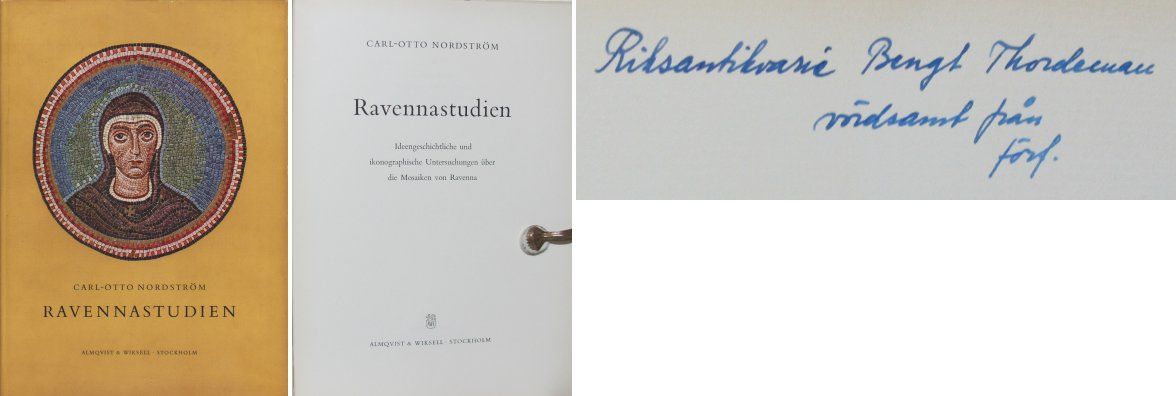 CARL-OTTO NORDSTRÖM
RAVENNASTUDIEN
ALMQVIST & WIKSELL · STOCKHOLM
CARL-OTTO NORDSTRÖM
Ravennastudien
Ideengeschichtliche und
ikonographische Untersuchungen über
die Mosaiken von Ravenna
ALMQVIST & WIKSELL · STOCKHOLM
Riksantikvarie Bengt Thordeman
vördsamt från
förf.